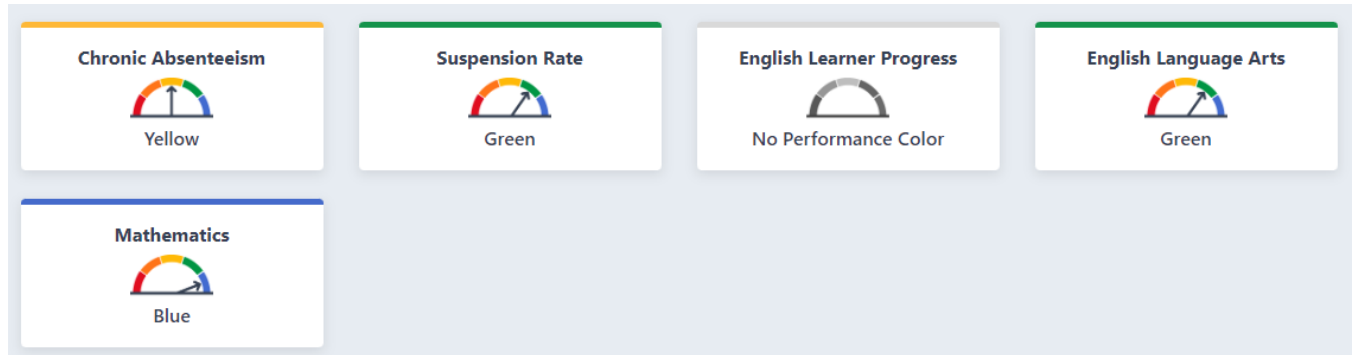 Chronic Absenteeism
Yellow
Suspension Rate
Green
English Learner Progress
No Performance Color
English Language Arts
Green
Mathematics
Blue